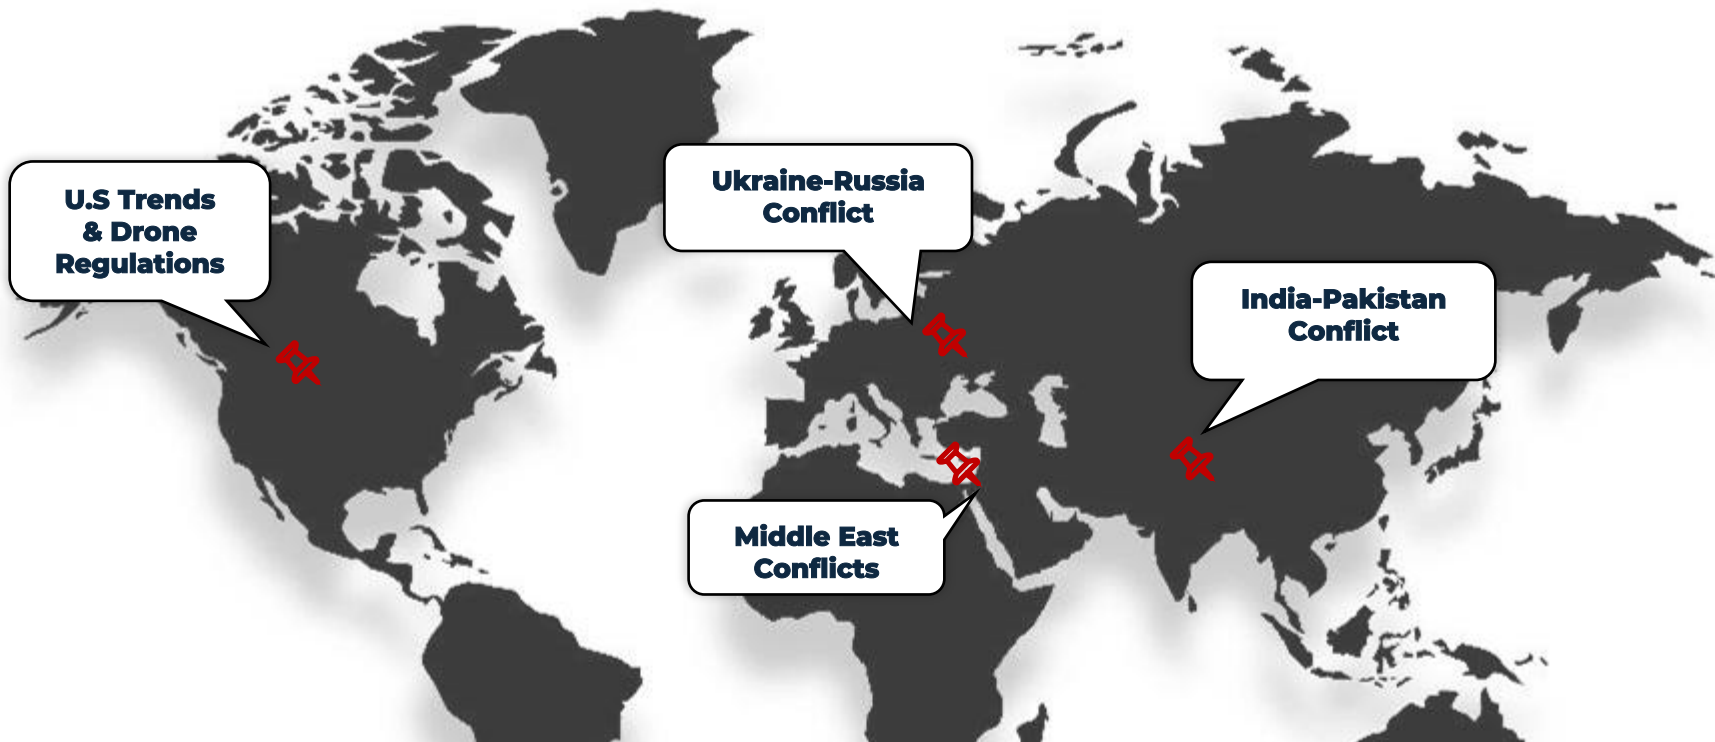 U.S Trends
& Drone
Regulations
Ukraine-Russia
Conflict
India-Pakistan
Conflict
Middle East
Conflicts